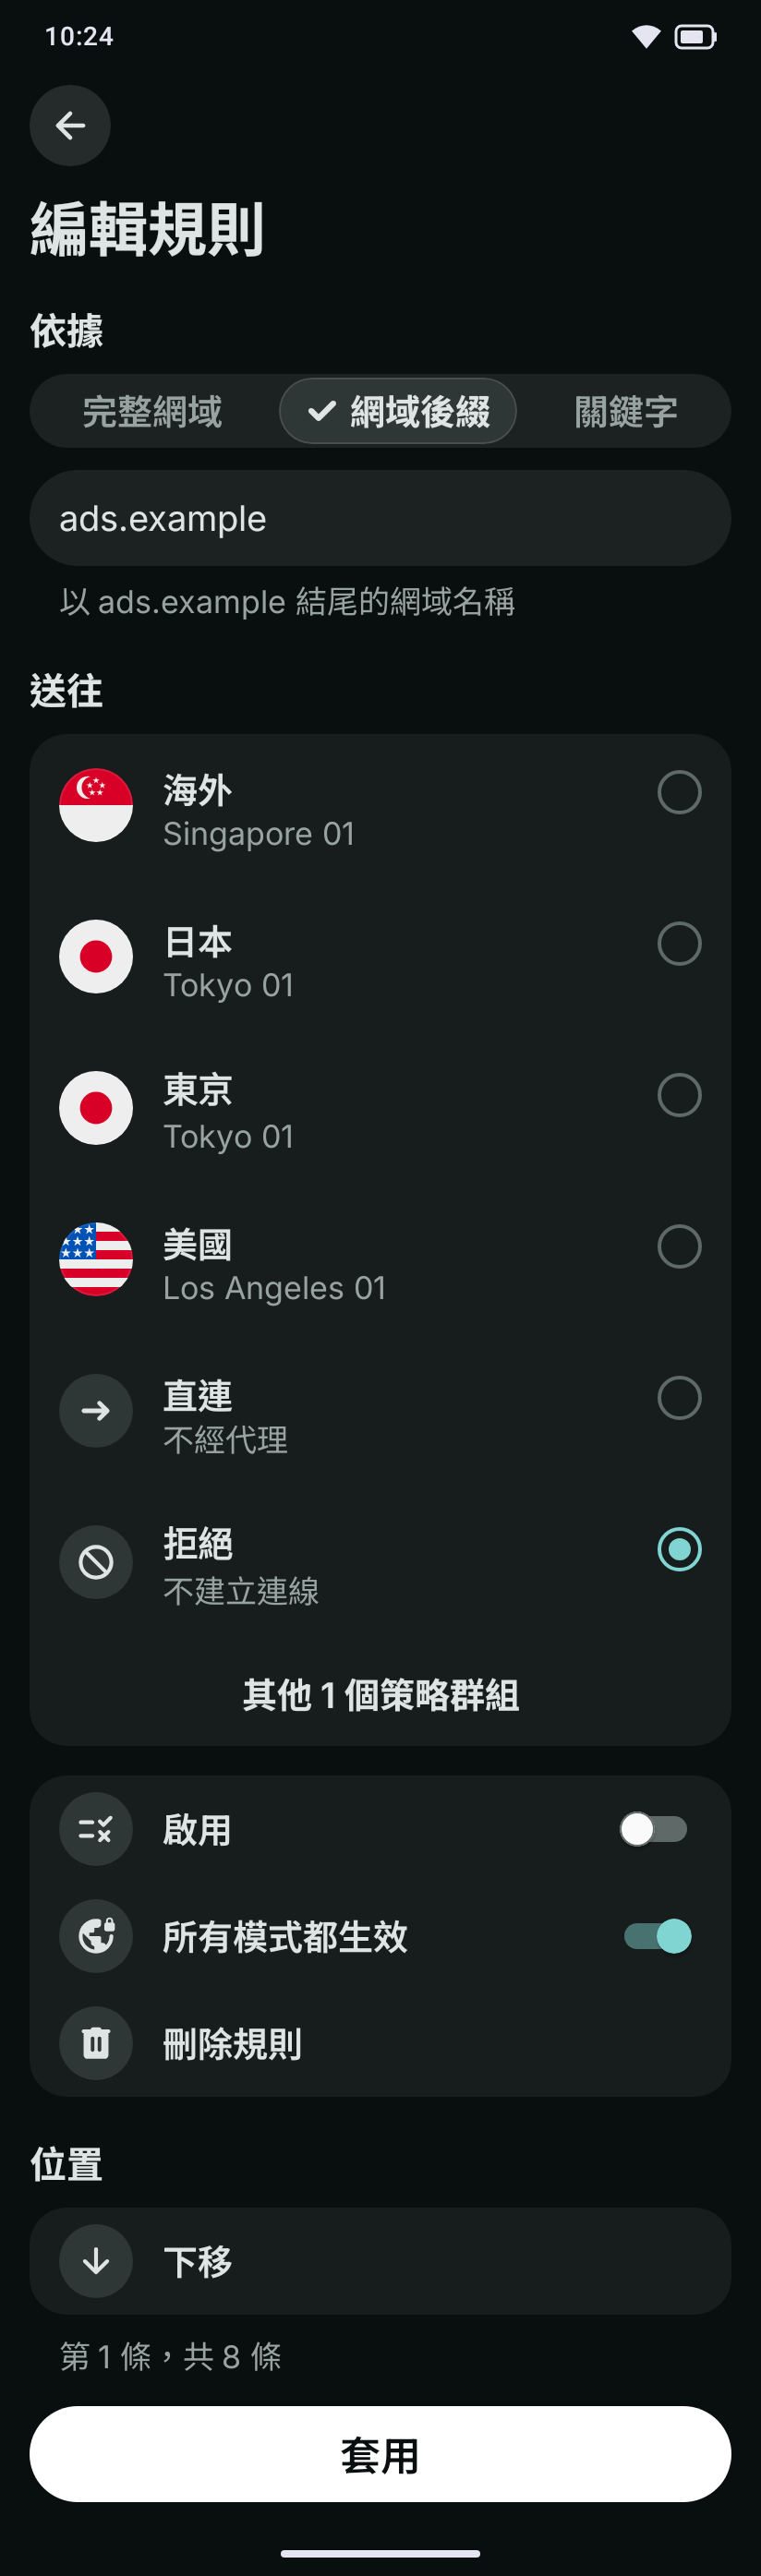 10:24
編輯規則
依據
完整網域
網域後綴
關鍵字
ads.example
以 ads.example 結尾的網域名稱
送往
海外
Singapore 01
日本
Tokyo 01
東京
Tokyo 01
美國
Los Angeles 01
直連
不經代理
拒絕
不建立連線
其他 1 個策略群組
啟用
所有模式都生效
刪除規則
位置
下移
第 1 條，共 8 條
套用